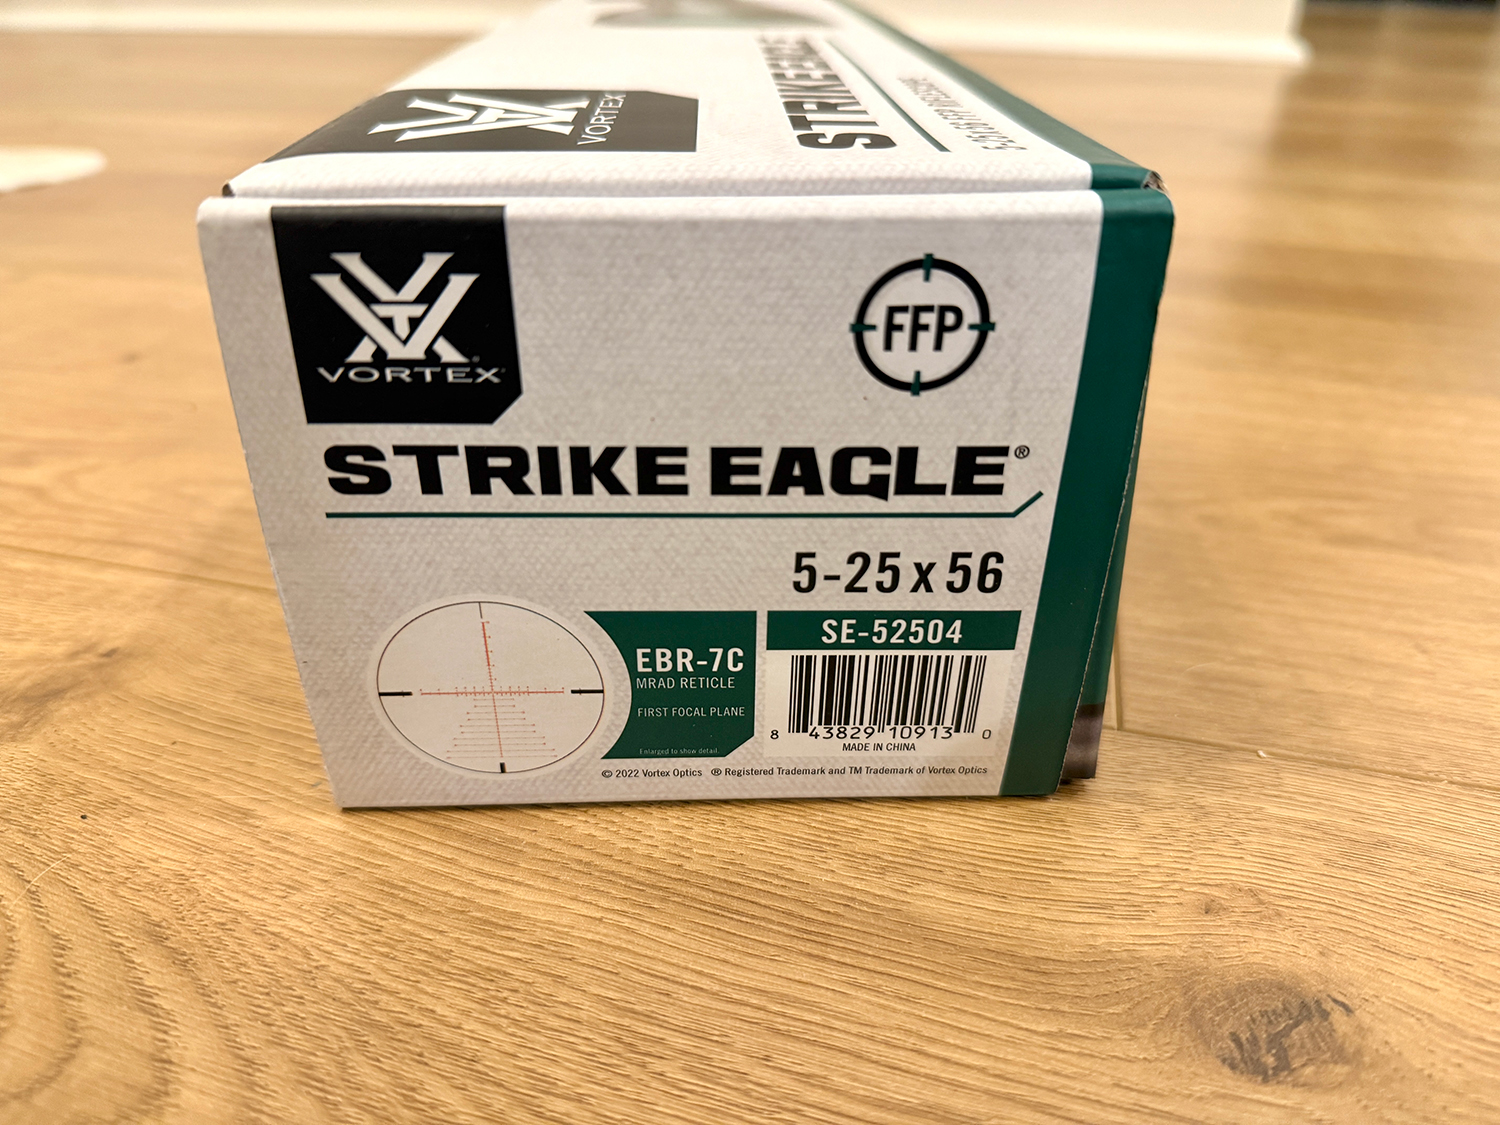 VORTEX
STRIKE EAGLE
VORTEX®
FFP
STRIKE EAGLE®
5-25 x 56
EBR-7C
MRAD RETICLE
FIRST FOCAL PLANE
Enlarged to show detail.
SE-52504
8 43829 10913 0
MADE IN CHINA
© 2022 Vortex Optics ® Registered Trademark and TM Trademark of Vortex Optics